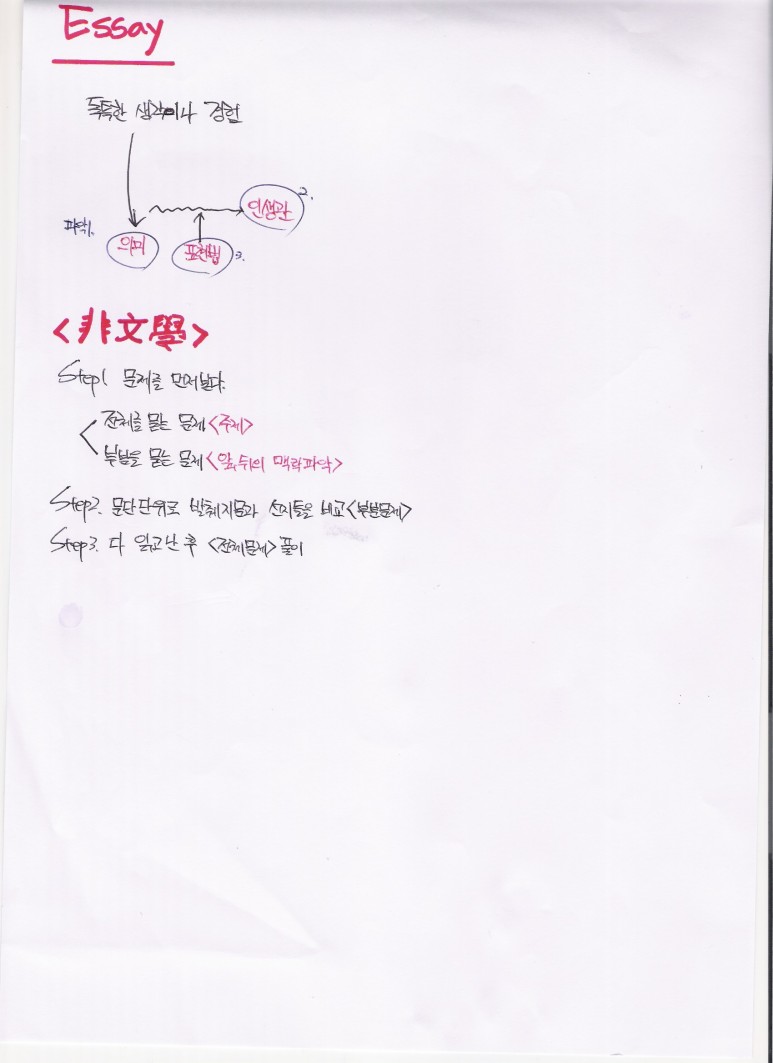 Essay
독특한 생각이나 경험
인생관 2.
파악1.
의미 표현법 3.
<非文學>
Step1 문제를 먼저본다.
전체를 묻는 문제<주제>
부분을 묻는 문제<앞,뒤의 맥락파악>
Step2. 문단단위로 발췌지문과 선지들을 비교<부분문제>
Step3. 다 읽고난 후 <전체문제>풀이